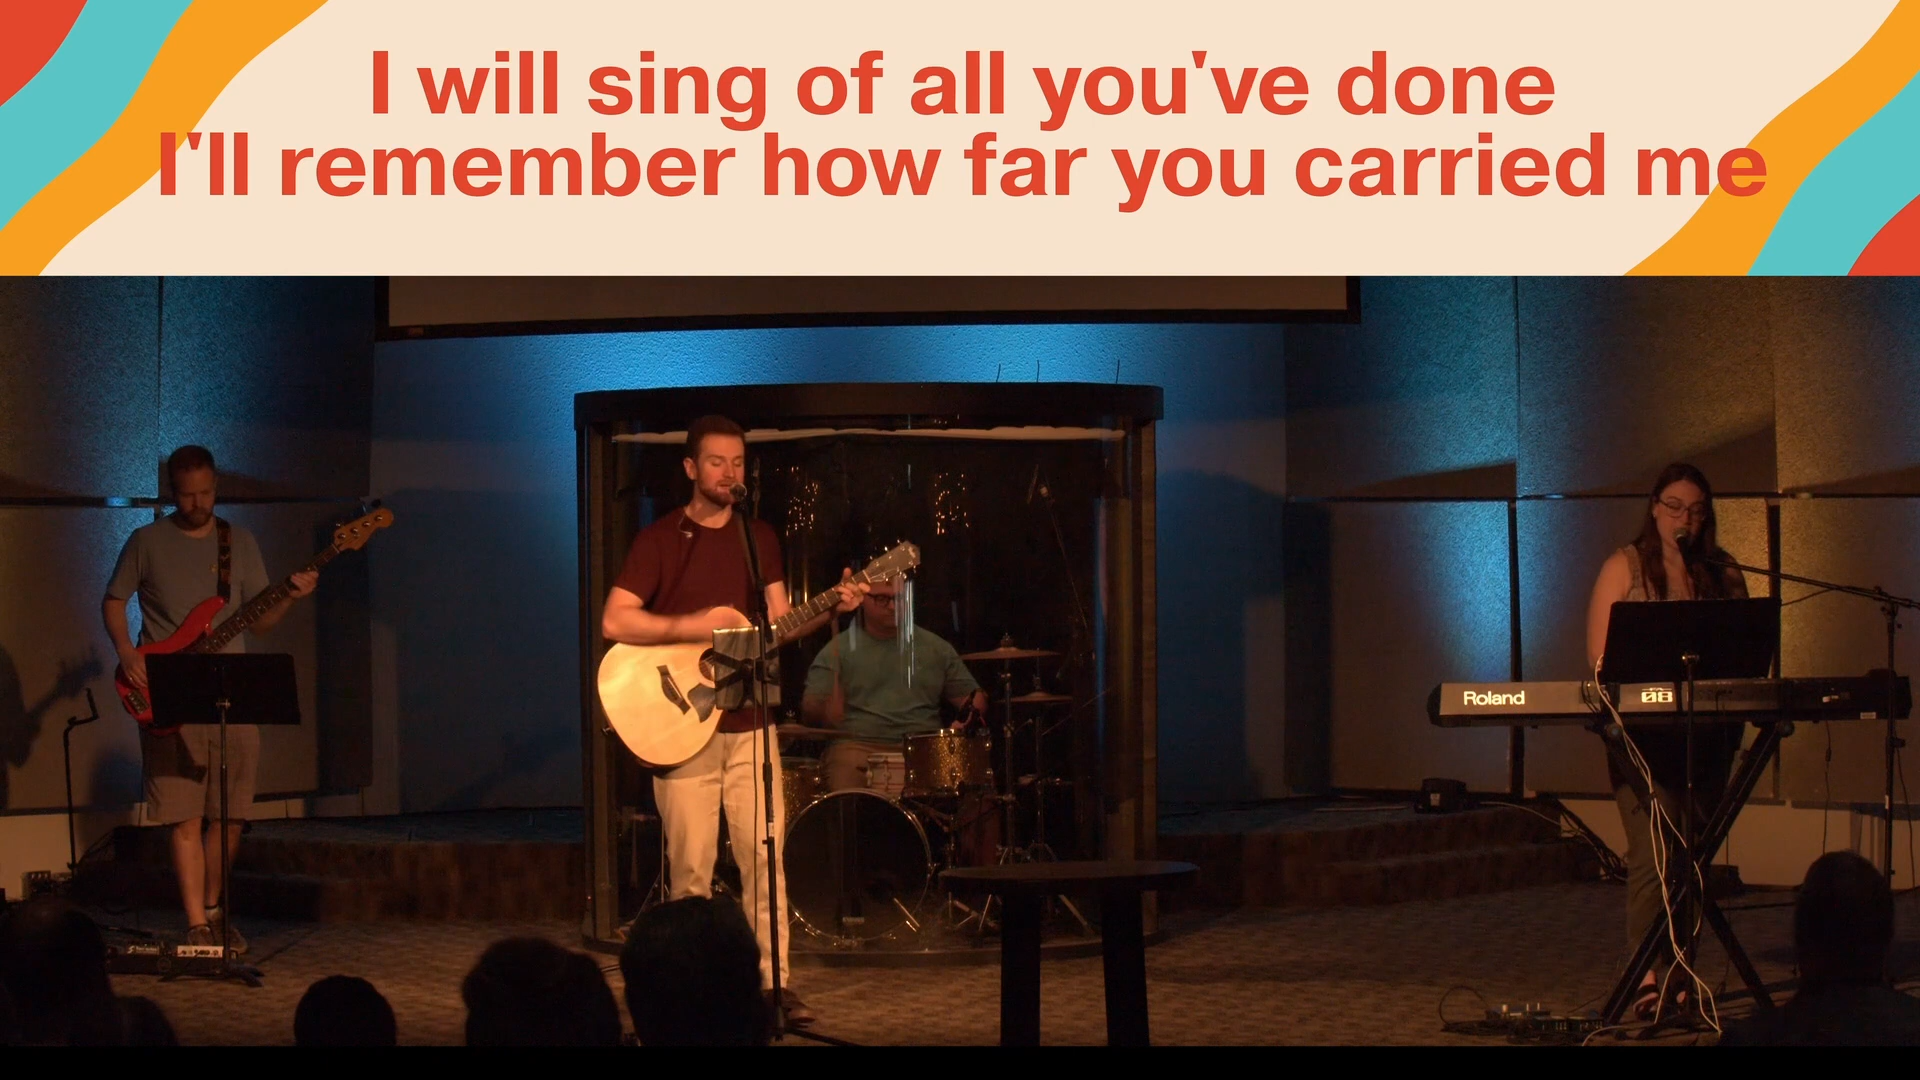 I will sing of all you've done
I'll remember how far you carried me
Roland
08